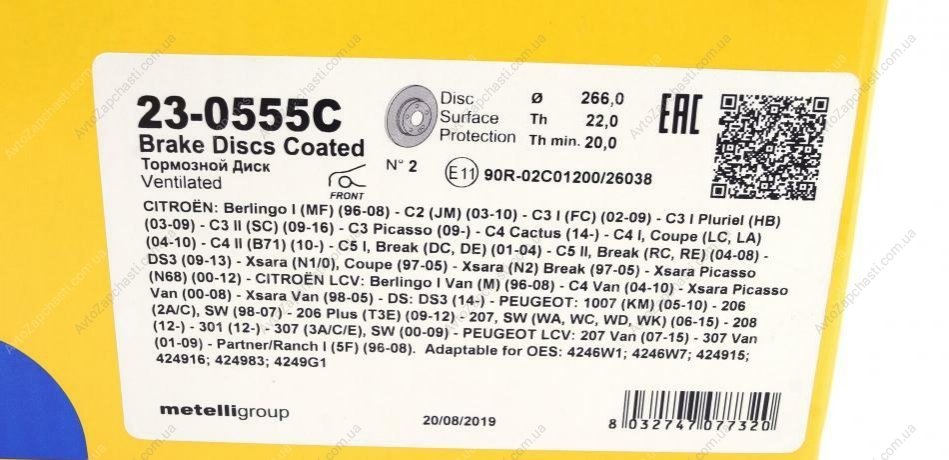 23-0555C
Brake Discs Coated
Тормозной Диск
Ventilated
FRONT
N° 2
Disc
Surface
Protection
Ø 266,0
Th 22,0
Th min. 20,0
EAC
E11 90R-02C01200/26038
CITROËN: Berlingo I (MF) (96-08) - C2 (JM) (03-10) - C3 I (FC) (02-09) - C3 I Pluriel (HB)
(03-09) - C3 II (SC) (09-16) - C3 Picasso (09-) - C4 Cactus (14-) - C4 I, Coupe (LC, LA)
(04-10) - C4 II (B71) (10-) - C5 I, Break (DC, DE) (01-04) - C5 II, Break (RC, RE) (04-08) -
DS3 (09-13) - Xsara (N1/0), Coupe (97-05) - Xsara (N2) Break (97-05) - Xsara Picasso
(N68) (00-12) - CITROËN LCV: Berlingo I Van (M) (96-08) - C4 Van (04-10) - Xsara Picasso
Van (00-08) - Xsara Van (98-05) - DS: DS3 (14-) - PEUGEOT: 1007 (KM) (05-10) - 206
(2A/C), SW (98-07) - 206 Plus (T3E) (09-12) - 207, SW (WA, WC, WD, WK) (06-15) - 208
(12-) - 301 (12-) - 307 (3A/C/E), SW (00-09) - PEUGEOT LCV: 207 Van (07-15) - 307 Van
(01-09) - Partner/Ranch I (5F) (96-08). Adaptable for OES: 4246W1; 4246W7; 424915;
424916; 424983; 4249G1
metelligroup
20/08/2019
8 032747 077320
AvtoZapchasti.com.ua